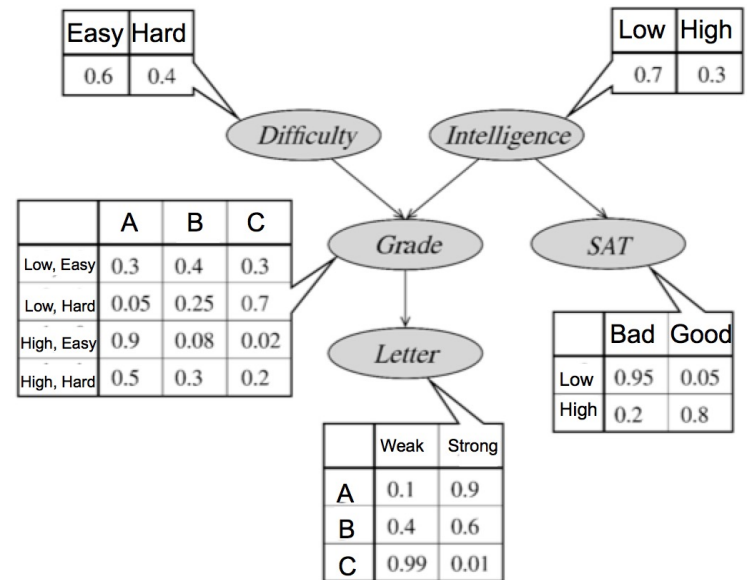 Easy Hard
0.6 0.4
Low High
0.7 0.3
Difficulty
Intelligence
A B C
Low, Easy 0.3 0.4 0.3
Low, Hard 0.05 0.25 0.7
High, Easy 0.9 0.08 0.02
High, Hard 0.5 0.3 0.2
Grade
SAT
Letter
Bad Good
Low 0.95 0.05
High 0.2 0.8
Weak Strong
A 0.1 0.9
B 0.4 0.6
C 0.99 0.01